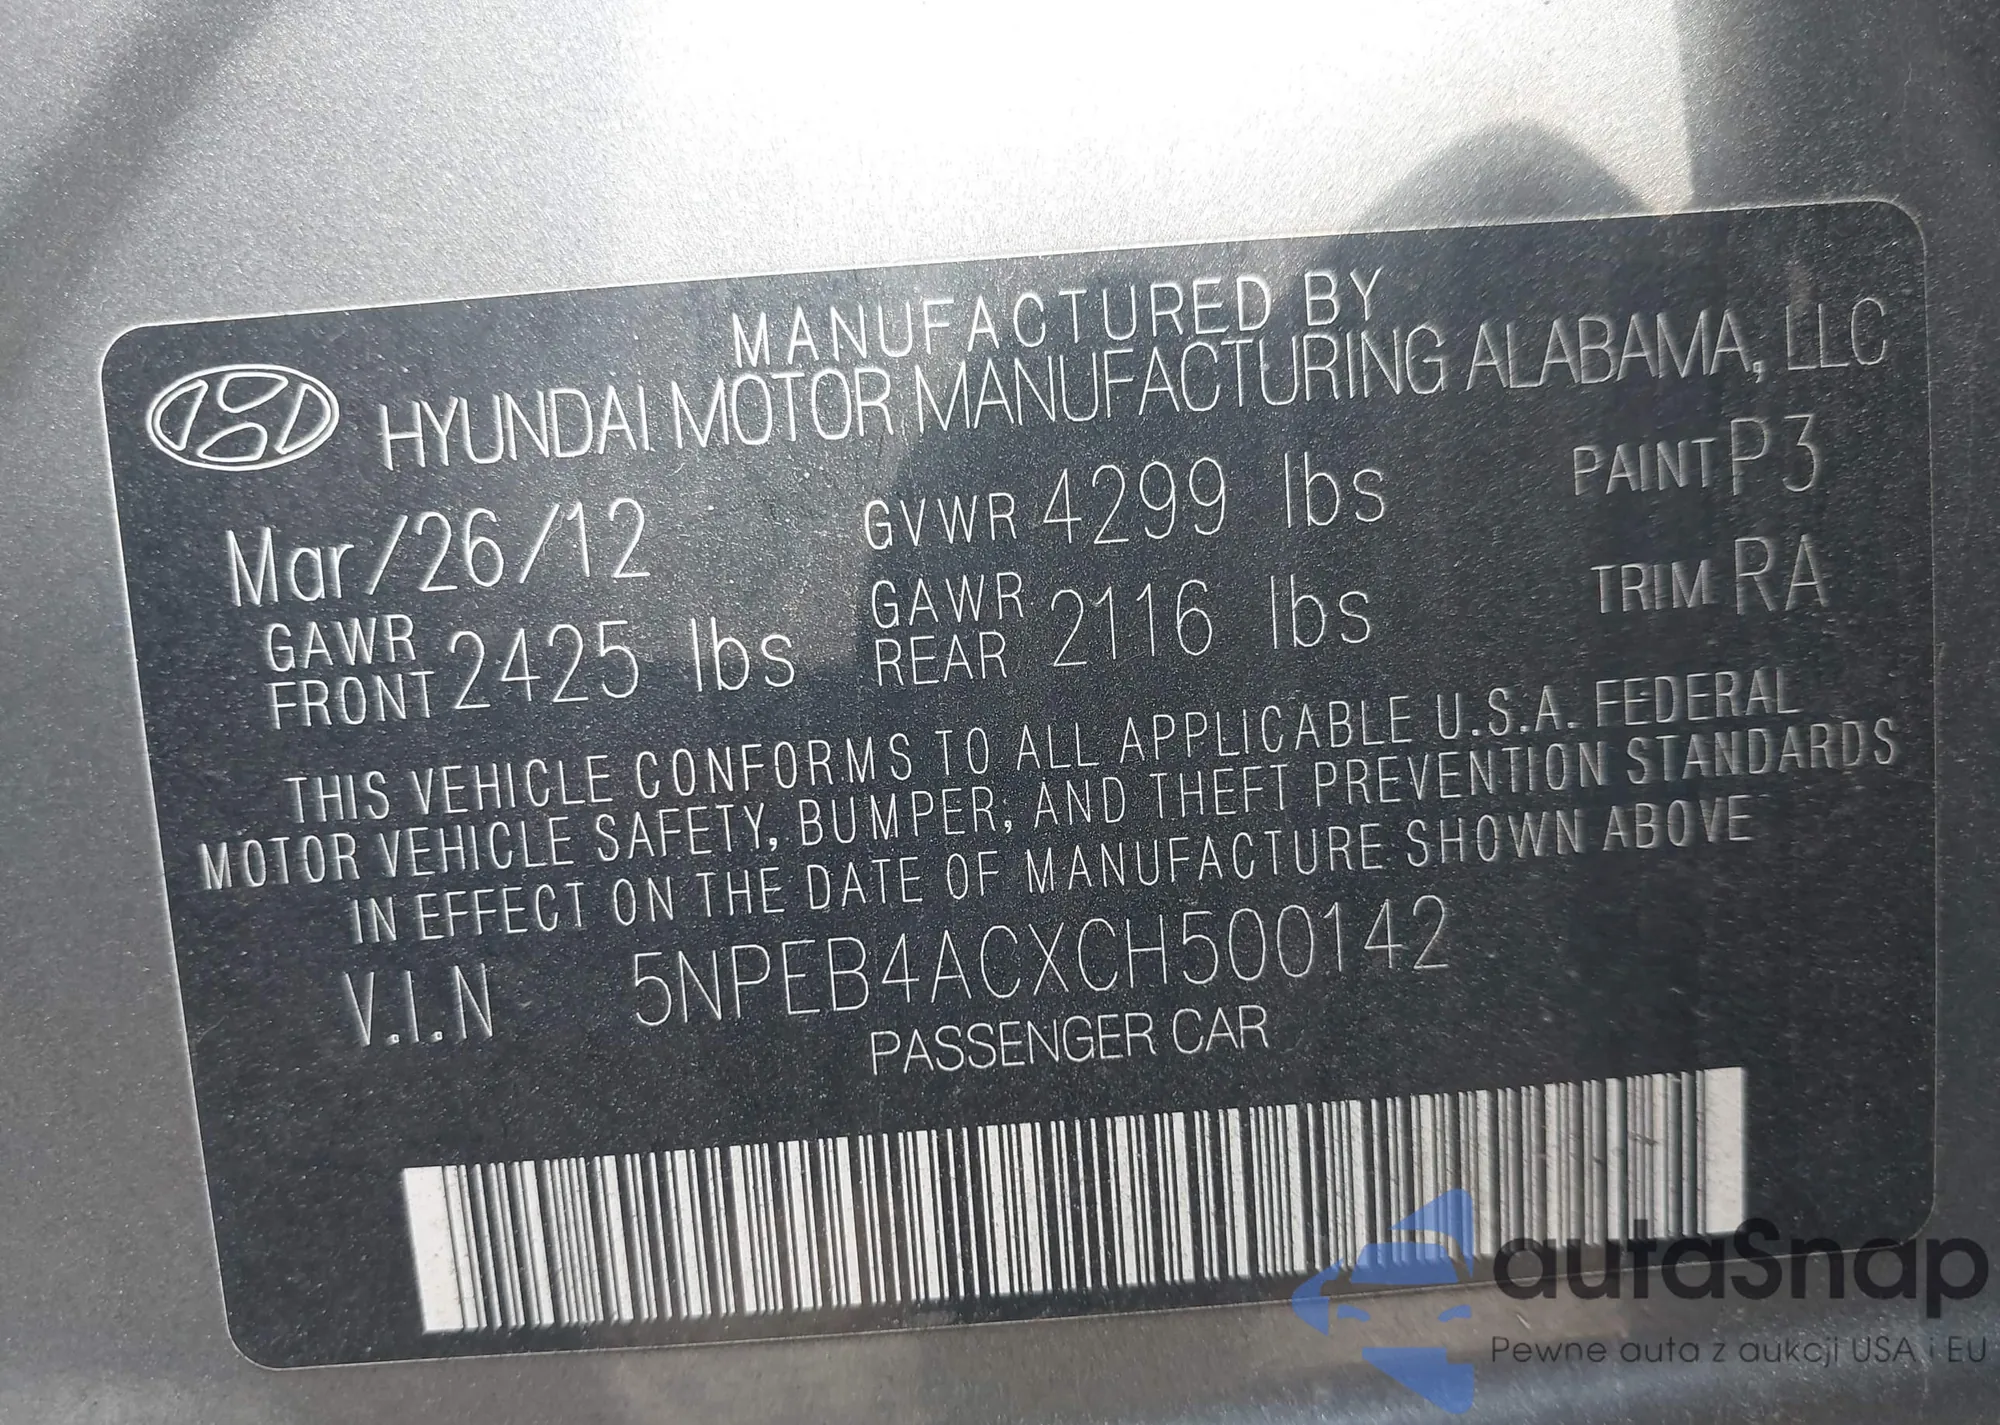 MANUFACTURED BY
HYUNDAI MOTOR MANUFACTURING ALABAMA, LLC
Mar/26/12 GVWR 4299 lbs PAINT P3
GAWR FRONT 2425 lbs GAWR REAR 2116 lbs TRIM RA
THIS VEHICLE CONFORMS TO ALL APPLICABLE U.S.A. FEDERAL
MOTOR VEHICLE SAFETY, BUMPER, AND THEFT PREVENTION STANDARDS
IN EFFECT ON THE DATE OF MANUFACTURE SHOWN ABOVE
V.I.N 5NPEB4ACXCH500142
PASSENGER CAR
autaSnap
Pewne auta z aukcji USA i EU